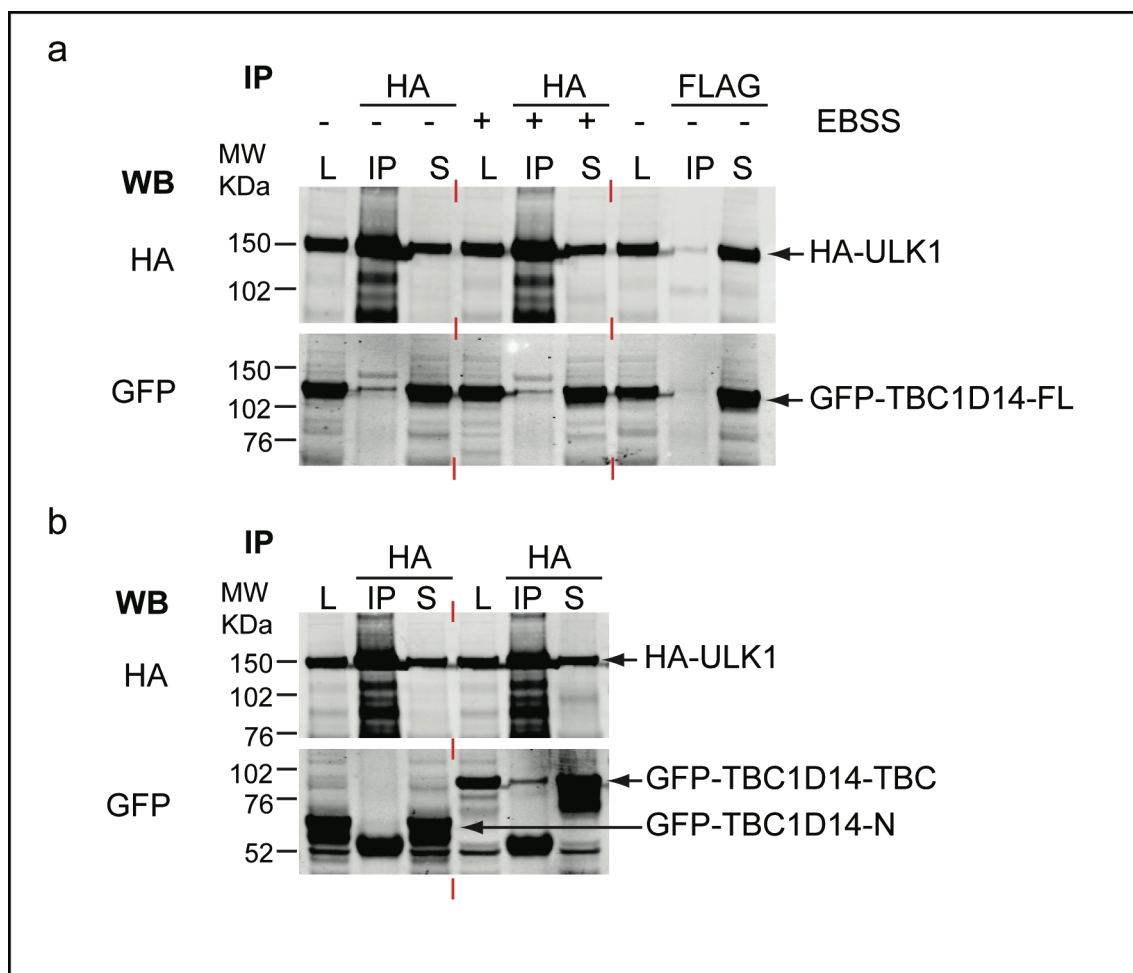 a
IP
HA HA FLAG
- - - + + + - - - EBSS
MW
KDa
L IP S L IP S L IP S
WB
HA
150
102
HA-ULK1
GFP
150
102
76
GFP-TBC1D14-FL
b
IP
HA HA
MW
KDa
L IP S L IP S
WB
HA
150
102
76
HA-ULK1
GFP
102
76
52
GFP-TBC1D14-TBC
GFP-TBC1D14-N